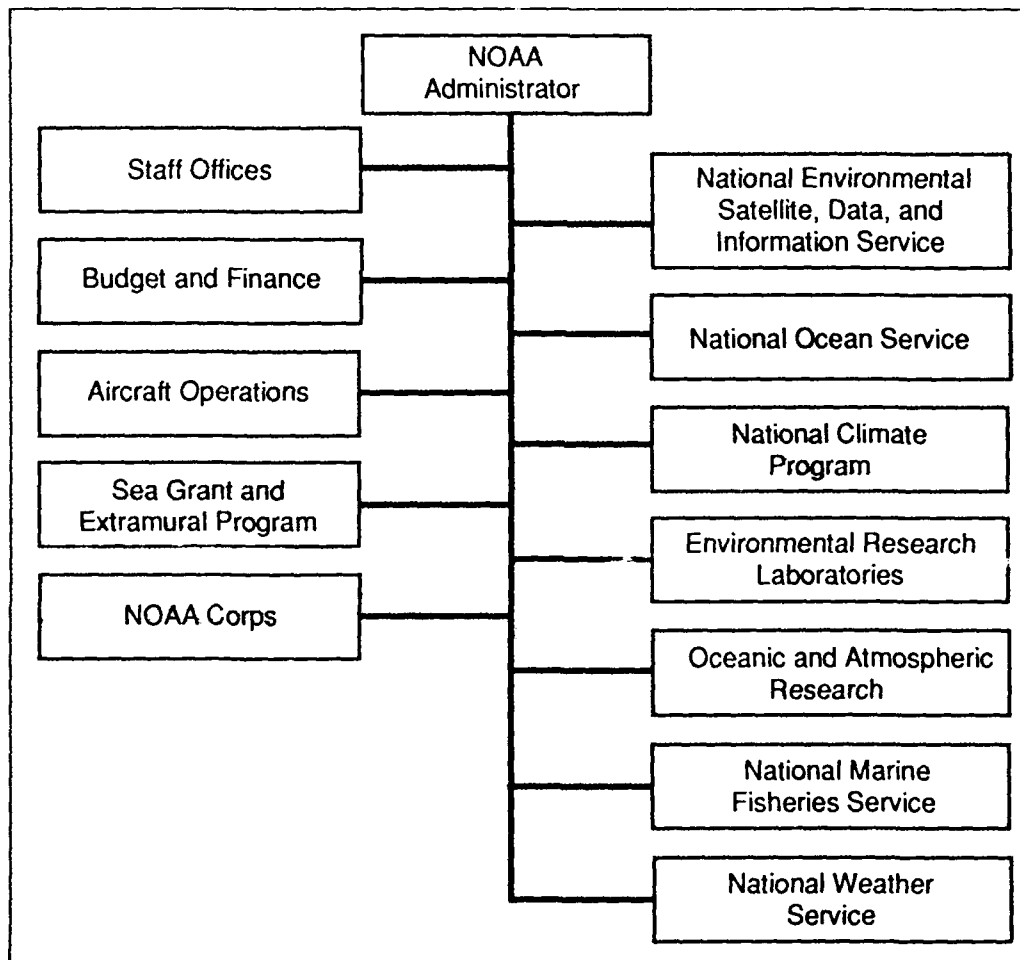 NOAA
Administrator
Staff Offices
Budget and Finance
Aircraft Operations
Sea Grant and
Extramural Program
NOAA Corps
National Environmental
Satellite, Data, and
Information Service
National Ocean Service
National Climate
Program
Environmental Research
Laboratories
Oceanic and Atmospheric
Research
National Marine
Fisheries Service
National Weather
Service